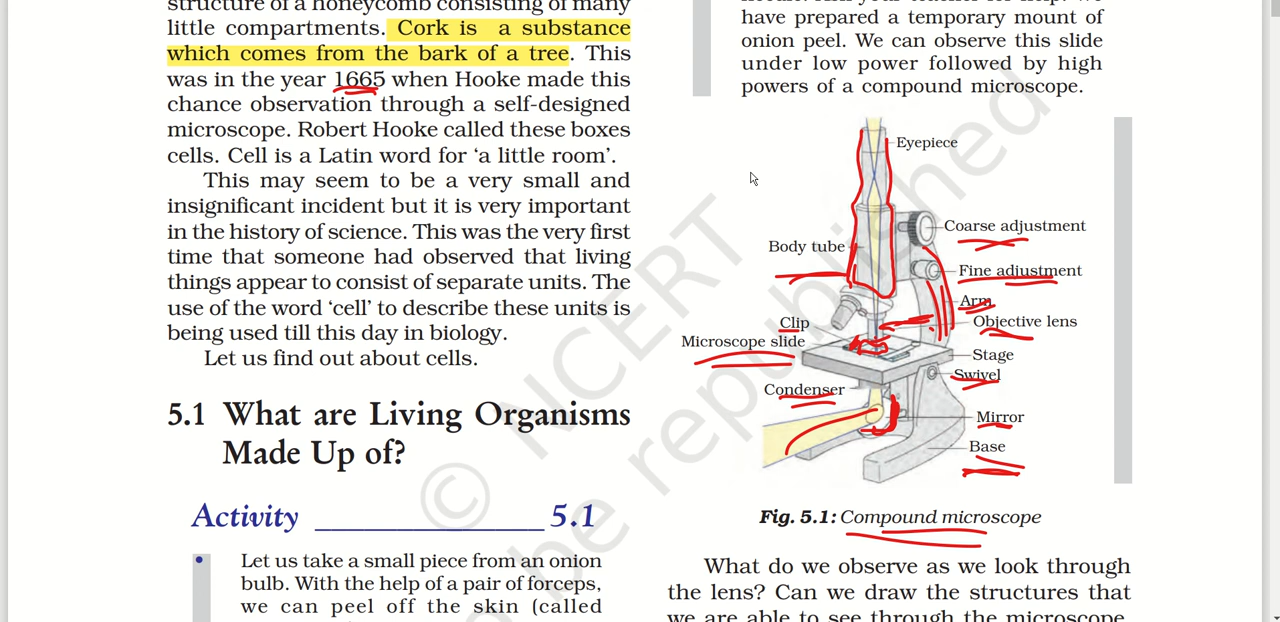 structure of a honeycomb consisting of many
little compartments. Cork is a substance
which comes from the bark of a tree. This
was in the year 1665 when Hooke made this
chance observation through a self-designed
microscope. Robert Hooke called these boxes
cells. Cell is a Latin word for ‘a little room’.
This may seem to be a very small and
insignificant incident but it is very important
in the history of science. This was the very first
time that someone had observed that living
things appear to consist of separate units. The
use of the word ‘cell’ to describe these units is
being used till this day in biology.
Let us find out about cells.
5.1 What are Living Organisms
Made Up of?
Activity 5.1
• Let us take a small piece from an onion
bulb. With the help of a pair of forceps,
we can peel off the skin (called
have prepared a temporary mount of
onion peel. We can observe this slide
under low power followed by high
powers of a compound microscope.
Eyepiece
Coarse adjustment
Body tube
Fine adjustment
Arm
Clip
Objective lens
Microscope slide
Stage
Swivel
Condenser
Mirror
Base
Fig. 5.1: Compound microscope
What do we observe as we look through
the lens? Can we draw the structures that
we are able to see through the microscope,
© NCERT
be republished